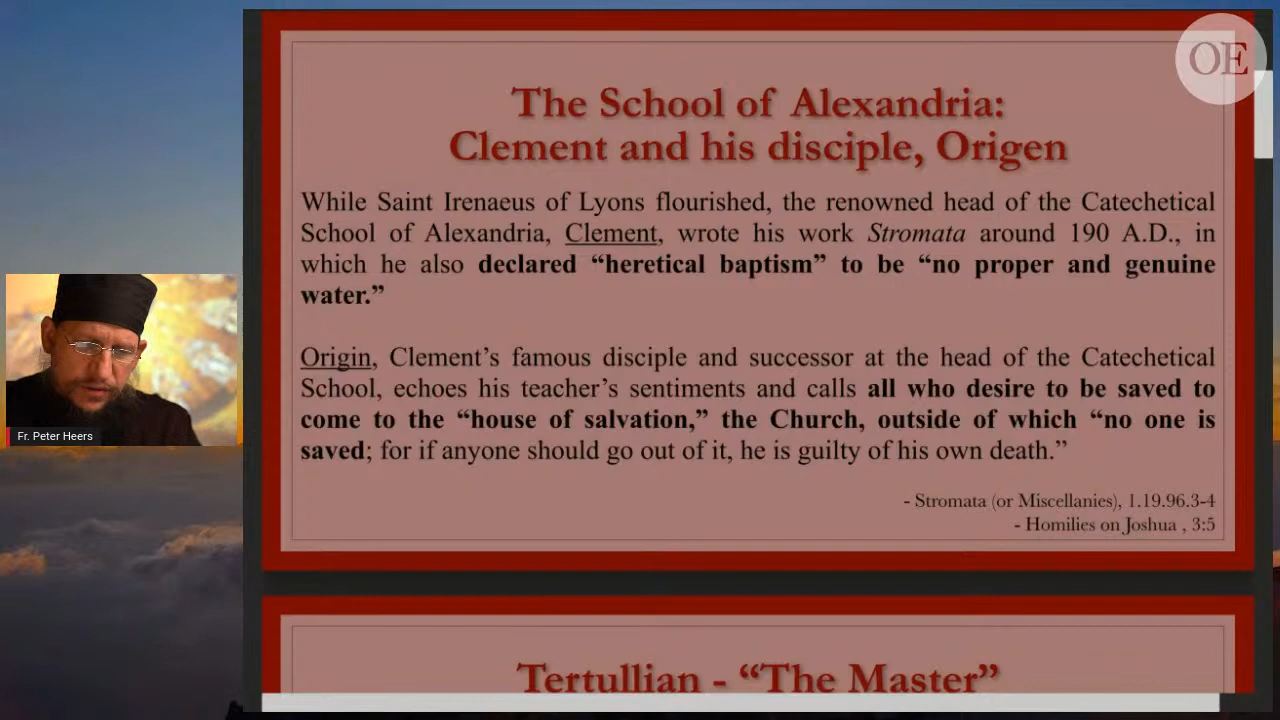 OE
The School of Alexandria:
Clement and his disciple, Origen
While Saint Irenaeus of Lyons flourished, the renowned head of the Catechetical
School of Alexandria, Clement, wrote his work Stromata around 190 A.D., in
which he also declared “heretical baptism” to be “no proper and genuine
water.”
Origin, Clement’s famous disciple and successor at the head of the Catechetical
School, echoes his teacher’s sentiments and calls all who desire to be saved to
come to the “house of salvation,” the Church, outside of which “no one is
saved; for if anyone should go out of it, he is guilty of his own death.”
- Stromata (or Miscellanies), 1.19.96.3-4
- Homilies on Joshua , 3:5
Fr. Peter Heers
Tertullian - “The Master”